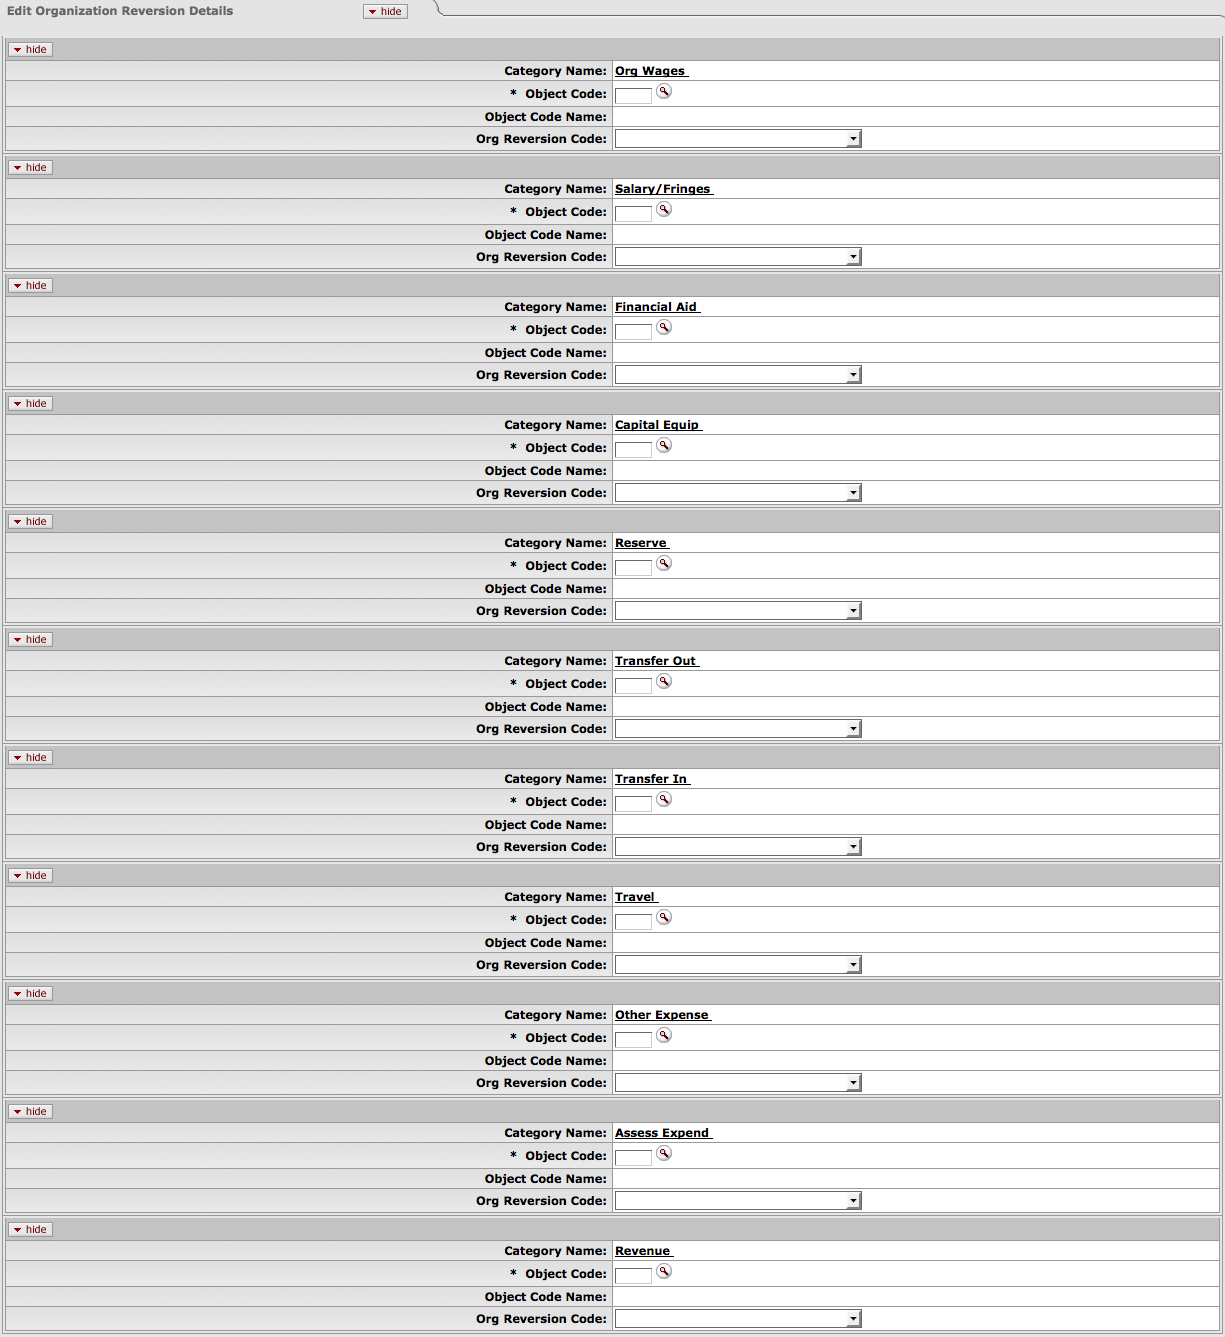 Edit Organization Reversion Details hide
hide
Category Name: Org Wages
* Object Code:
Object Code Name:
Org Reversion Code:
hide
Category Name: Salary/Fringes
* Object Code:
Object Code Name:
Org Reversion Code:
hide
Category Name: Financial Aid
* Object Code:
Object Code Name:
Org Reversion Code:
hide
Category Name: Capital Equip
* Object Code:
Object Code Name:
Org Reversion Code:
hide
Category Name: Reserve
* Object Code:
Object Code Name:
Org Reversion Code:
hide
Category Name: Transfer Out
* Object Code:
Object Code Name:
Org Reversion Code:
hide
Category Name: Transfer In
* Object Code:
Object Code Name:
Org Reversion Code:
hide
Category Name: Travel
* Object Code:
Object Code Name:
Org Reversion Code:
hide
Category Name: Other Expense
* Object Code:
Object Code Name:
Org Reversion Code:
hide
Category Name: Assess Expend
* Object Code:
Object Code Name:
Org Reversion Code:
hide
Category Name: Revenue
* Object Code:
Object Code Name:
Org Reversion Code: